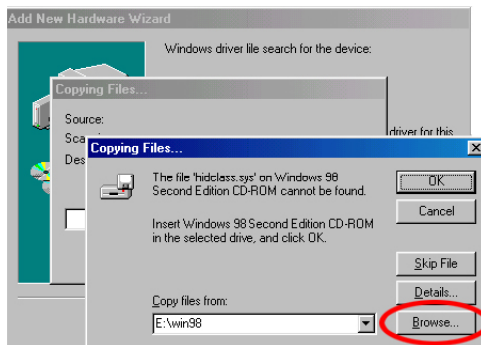 Add New Hardware Wizard
Windows driver file search for the device:
Copying Files...
Source:
driver for this
Copying Files...
The file 'hidclass.sys' on Windows 98
Second Edition CD-ROM cannot be found.
Insert Windows 98 Second Edition CD-ROM
in the selected drive, and click OK.
OK
Cancel
Skip File
Details...
Copy files from:
E:\win98
Browse...